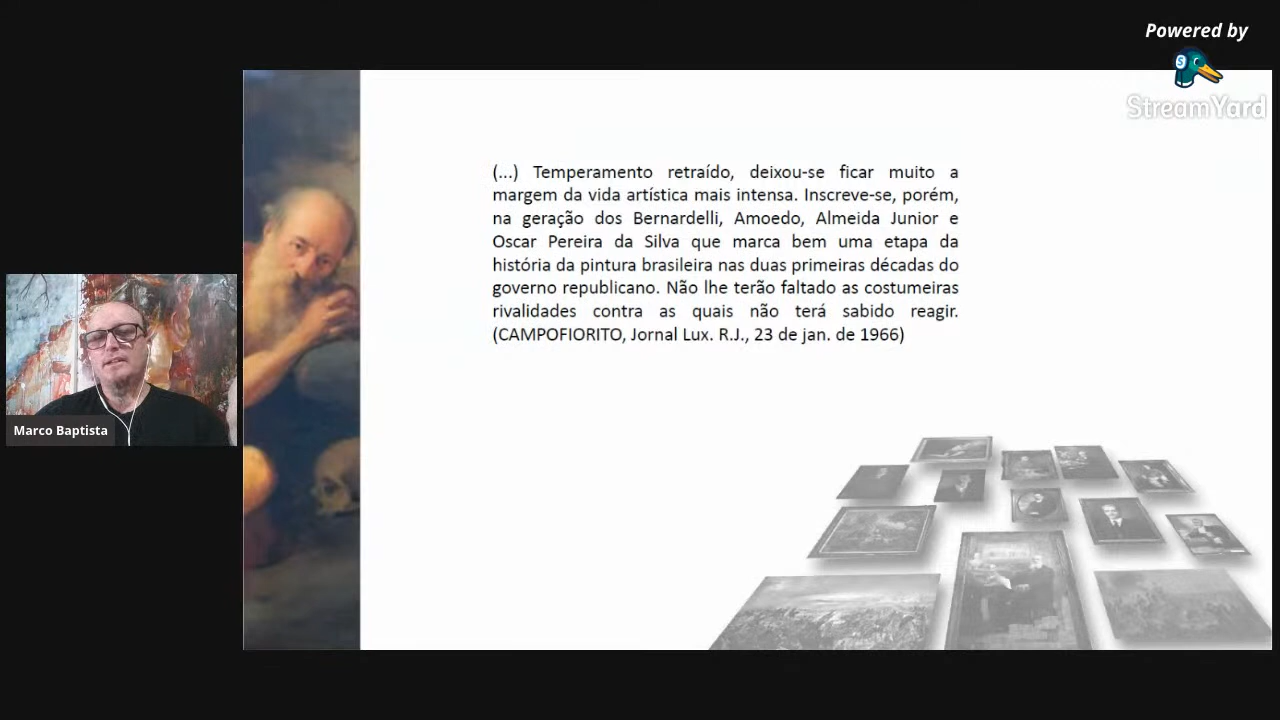 Powered by
StreamYard
(...) Temperamento retraído, deixou-se ficar muito a
margem da vida artística mais intensa. Inscreve-se, porém,
na geração dos Bernardelli, Amoedo, Almeida Junior e
Oscar Pereira da Silva que marca bem uma etapa da
história da pintura brasileira nas duas primeiras décadas do
governo republicano. Não lhe terão faltado as costumeiras
rivalidades contra as quais não terá sabido reagir.
(CAMPOFIORITO, Jornal Lux. R.J., 23 de jan. de 1966)
Marco Baptista